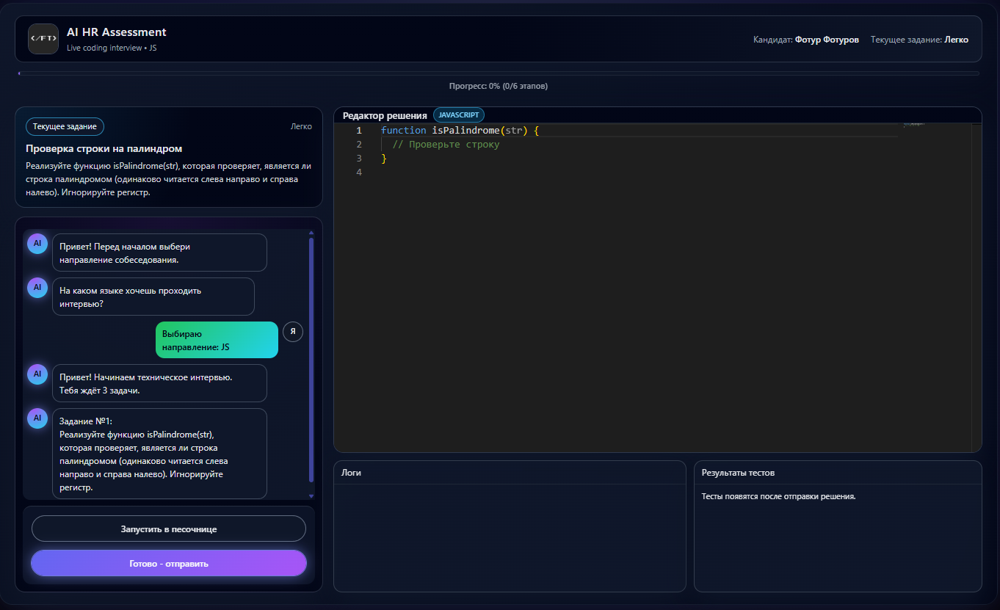 </FT>
AI HR Assessment
Live coding interview • JS
Кандидат: Фотур Фотуров
Текущее задание: Легко
Прогресс: 0% (0/6 этапов)
Текущее задание
Легко
Проверка строки на палиндром
Реализуйте функцию isPalindrome(str), которая проверяет, является ли
строка палиндромом (одинаково читается слева направо и справа
налево). Игнорируйте регистр.
AI
Привет! Перед началом выбери
направление собеседования.
AI
На каком языке хочешь проходить
интервью?
Выбираю
направление: JS
Я
AI
Привет! Начинаем техническое интервью.
Тебя ждёт 3 задачи.
AI
Задание №1:
Реализуйте функцию isPalindrome(str),
которая проверяет, является ли строка
палиндромом (одинаково читается слева
направо и справа налево). Игнорируйте
регистр.
Запустить в песочнице
Готово - отправить
Редактор решения JAVASCRIPT
1 function isPalindrome(str) {
2 // Проверьте строку
3 }
4
Логи
Результаты тестов
Тесты появятся после отправки решения.